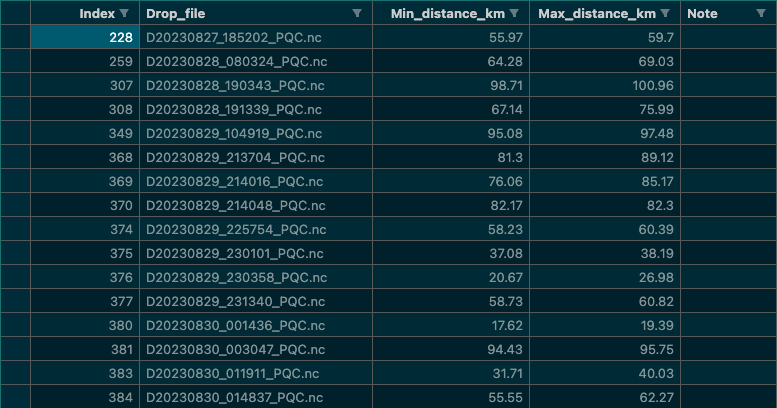 Index Drop_file Min_distance_km Max_distance_km Note
228 D20230827_185202_PQC.nc 55.97 59.7
259 D20230828_080324_PQC.nc 64.28 69.03
307 D20230828_190343_PQC.nc 98.71 100.96
308 D20230828_191339_PQC.nc 67.14 75.99
349 D20230829_104919_PQC.nc 95.08 97.48
368 D20230829_213704_PQC.nc 81.3 89.12
369 D20230829_214016_PQC.nc 76.06 85.17
370 D20230829_214048_PQC.nc 82.17 82.3
374 D20230829_225754_PQC.nc 58.23 60.39
375 D20230829_230101_PQC.nc 37.08 38.19
376 D20230829_230358_PQC.nc 20.67 26.98
377 D20230829_231340_PQC.nc 58.73 60.82
380 D20230830_001436_PQC.nc 17.62 19.39
381 D20230830_003047_PQC.nc 94.43 95.75
383 D20230830_011911_PQC.nc 31.71 40.03
384 D20230830_014837_PQC.nc 55.55 62.27